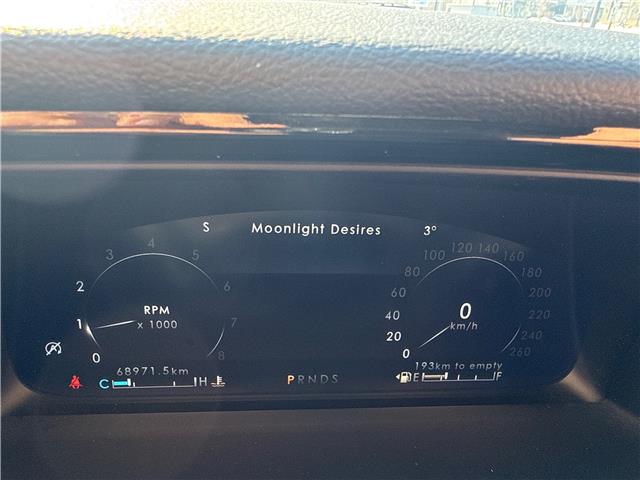 S Moonlight Desires 3°
0 1 2 3 4 5 6 7 8
RPM
x 1000
0 20 40 60 80 100 120 140 160 180 200 220 240 260
0
km/h
68971.5km
193km to empty
C H
PRNDS
E F